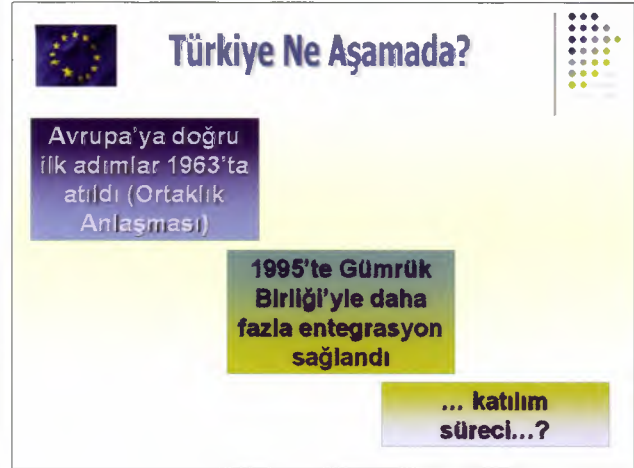 Türkiye Ne Aşamada?
Avrupa'ya doğru
ilk adımlar 1963'ta
atıldı (Ortaklık
Anlaşması)
1995'te Gümrük
Birliği'yle daha
fazla entegrasyon
sağlandı
... katılım
süreci...?